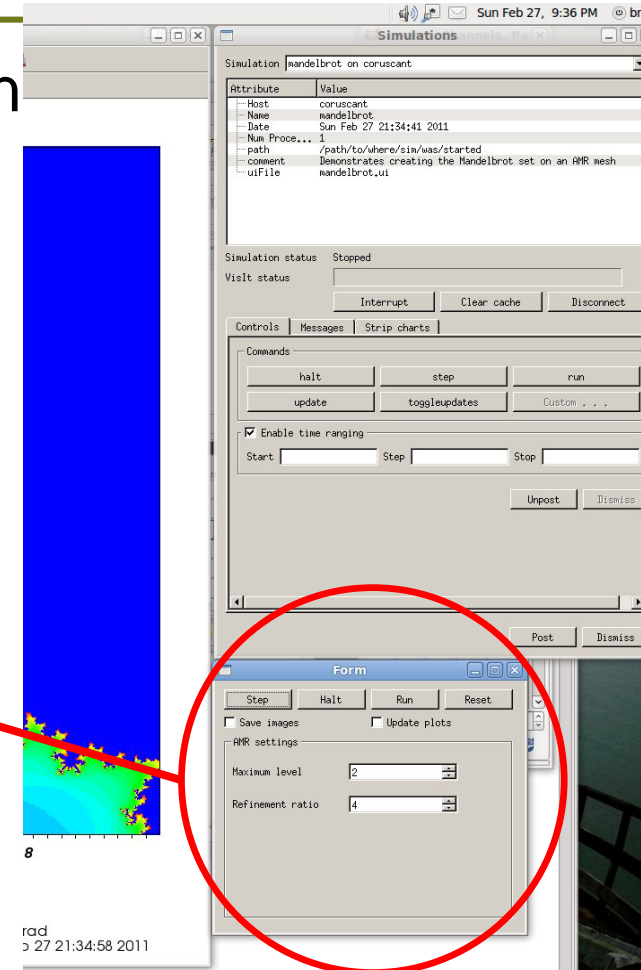 Sun Feb 27, 9:36 PM
Simulations
Simulation mandelbrot on coruscant
Attribute Value
Host coruscant
Name mandelbrot
Date Sun Feb 27 21:34:41 2011
Num Proce... 1
path /path/to/where/sim/was/started
comment Demonstrates creating the Mandelbrot set on an AMR mesh
uiFile mandelbrot.ui
Simulation status Stopped
VisIt status
Interrupt Clear cache Disconnect
Controls Messages Strip charts
Commands
halt step run
update toggleupdates Custom . . .
Enable time ranging
Start Step Stop
Unpost Dismiss
Post Dismiss
Form
Step Halt Run Reset
Save images Update plots
AMR settings
Maximum level 2
Refinement ratio 4
8
rad
27 21:34:58 2011